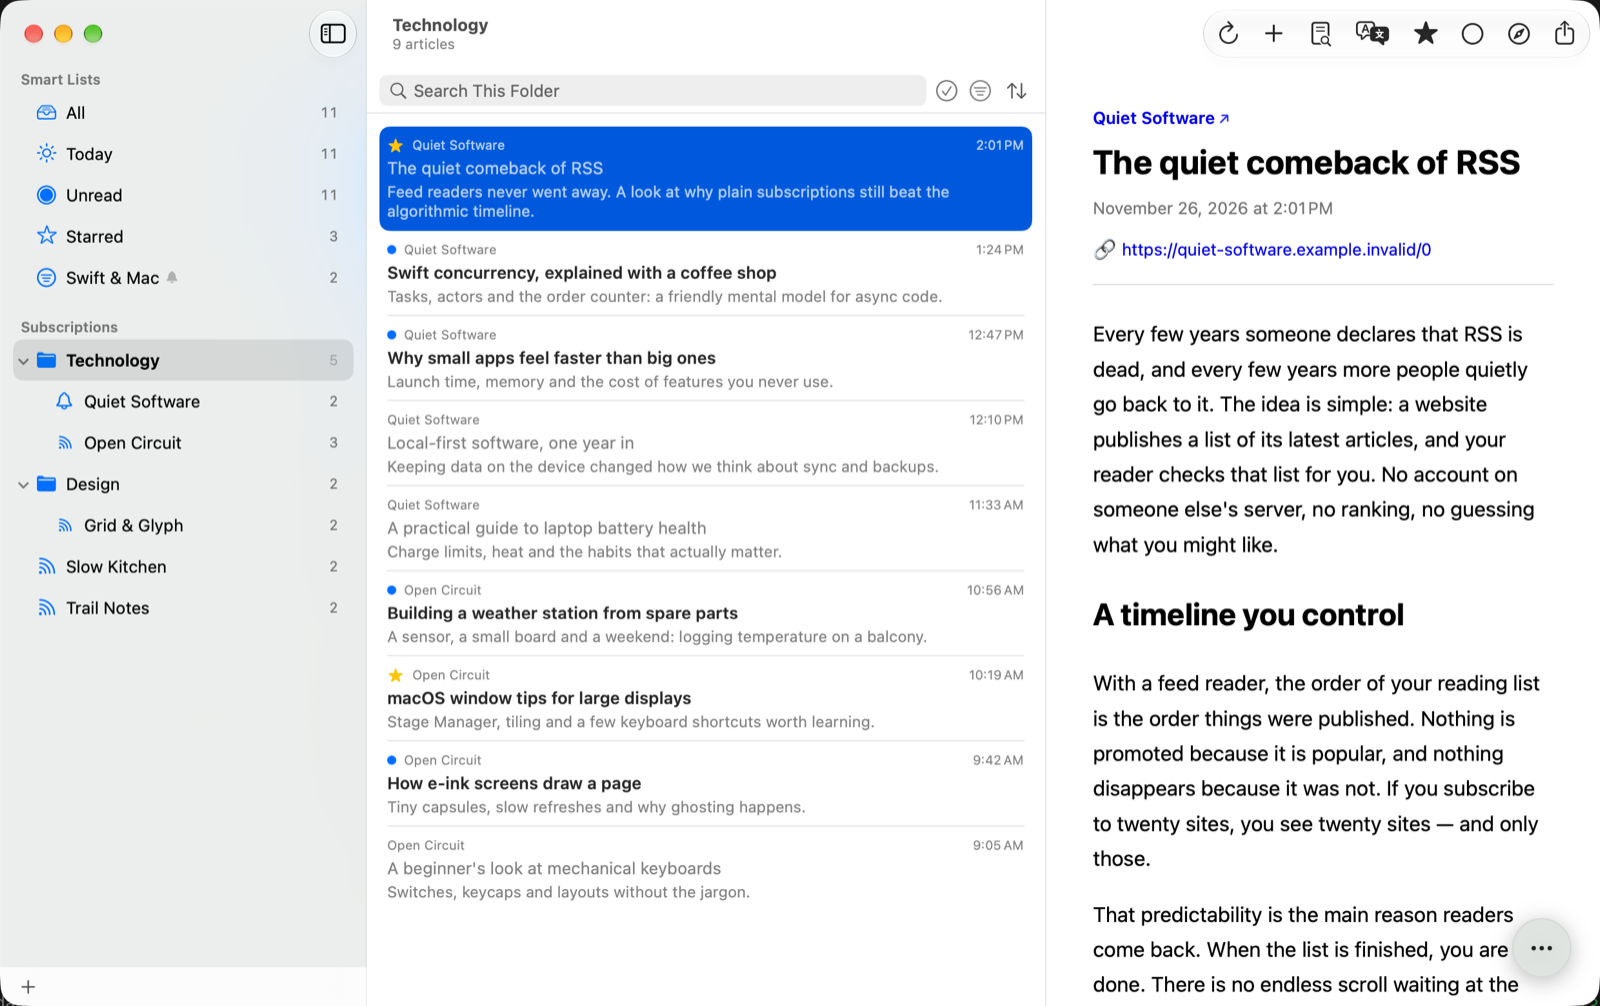 Smart Lists
All 11
Today 11
Unread 11
Starred 3
Swift & Mac 2
Subscriptions
Technology 5
Quiet Software 2
Open Circuit 3
Design 2
Grid & Glyph 2
Slow Kitchen 2
Trail Notes 2
Technology
9 articles
Search This Folder
Quiet Software 2:01 PM
The quiet comeback of RSS
Feed readers never went away. A look at why plain subscriptions still beat the
algorithmic timeline.
Quiet Software 1:24 PM
Swift concurrency, explained with a coffee shop
Tasks, actors and the order counter: a friendly mental model for async code.
Quiet Software 12:47 PM
Why small apps feel faster than big ones
Launch time, memory and the cost of features you never use.
Quiet Software 12:10 PM
Local-first software, one year in
Keeping data on the device changed how we think about sync and backups.
Quiet Software 11:33 AM
A practical guide to laptop battery health
Charge limits, heat and the habits that actually matter.
Open Circuit 10:56 AM
Building a weather station from spare parts
A sensor, a small board and a weekend: logging temperature on a balcony.
Open Circuit 10:19 AM
macOS window tips for large displays
Stage Manager, tiling and a few keyboard shortcuts worth learning.
Open Circuit 9:42 AM
How e-ink screens draw a page
Tiny capsules, slow refreshes and why ghosting happens.
Open Circuit 9:05 AM
A beginner's look at mechanical keyboards
Switches, keycaps and layouts without the jargon.
Quiet Software ↗
The quiet comeback of RSS
November 26, 2026 at 2:01 PM
https://quiet-software.example.invalid/0
Every few years someone declares that RSS is
dead, and every few years more people quietly
go back to it. The idea is simple: a website
publishes a list of its latest articles, and your
reader checks that list for you. No account on
someone else's server, no ranking, no guessing
what you might like.
A timeline you control
With a feed reader, the order of your reading list
is the order things were published. Nothing is
promoted because it is popular, and nothing
disappears because it was not. If you subscribe
to twenty sites, you see twenty sites — and only
those.
That predictability is the main reason readers
come back. When the list is finished, you are
done. There is no endless scroll waiting at the